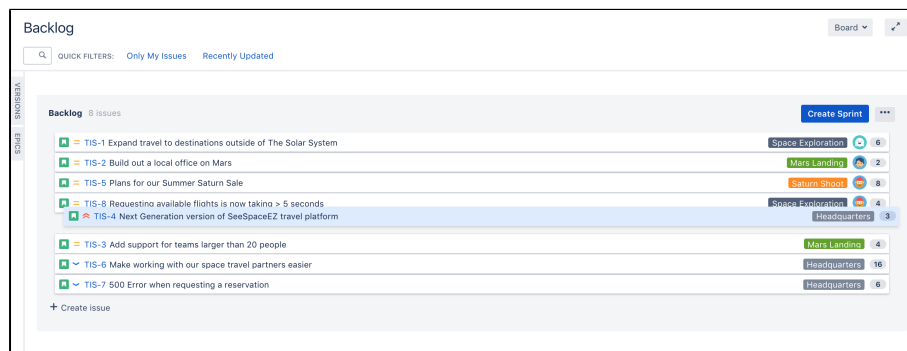 Backlog
Board
QUICK FILTERS: Only My Issues Recently Updated
VERSIONS
EPICS
Backlog 8 issues Create Sprint
TIS-1 Expand travel to destinations outside of The Solar System Space Exploration 6
TIS-2 Build out a local office on Mars Mars Landing 2
TIS-5 Plans for our Summer Saturn Sale Saturn Shoot 8
TIS-8 Requesting available flights is now taking > 5 seconds Space Exploration 4
TIS-4 Next Generation version of SeeSpaceEZ travel platform Headquarters 3
TIS-3 Add support for teams larger than 20 people Mars Landing 4
TIS-6 Make working with our space travel partners easier Headquarters 16
TIS-7 500 Error when requesting a reservation Headquarters 6
+ Create issue